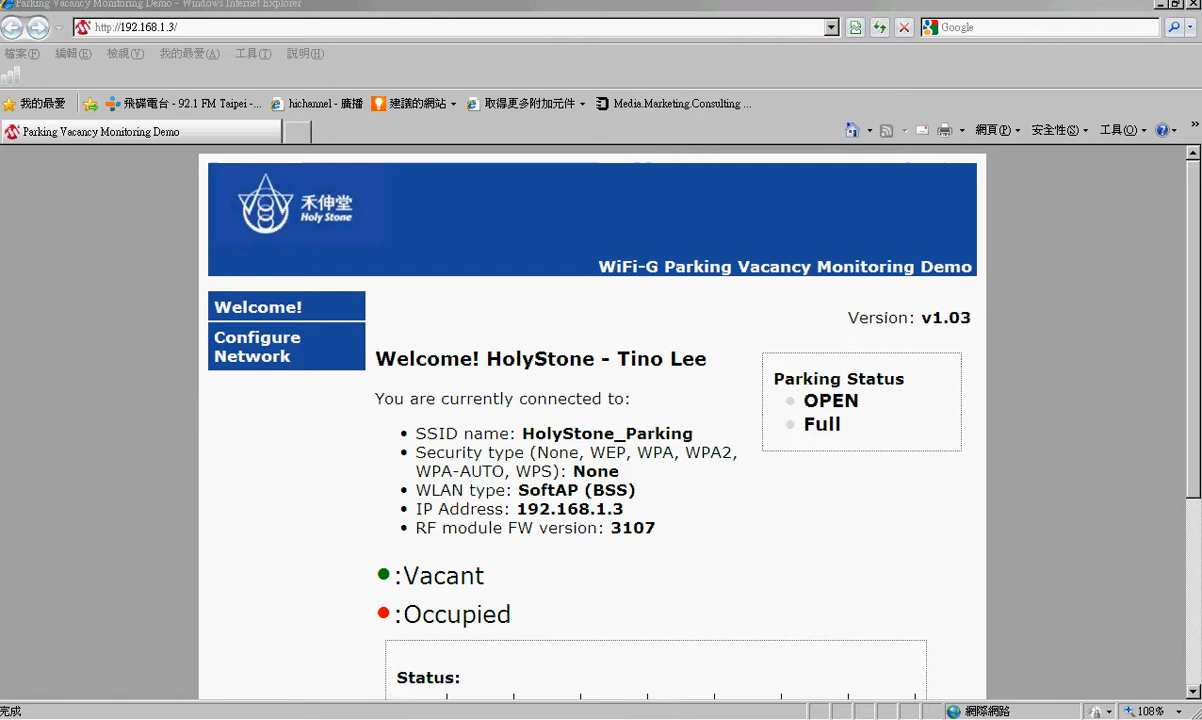 Parking Vacancy Monitoring Demo - Windows Internet Explorer
http://192.168.1.3/
Google
檔案(F) 編輯(E) 檢視(V) 我的最愛(A) 工具(T) 說明(H)
我的最愛 飛碟電台 - 92.1 FM Taipei -... hichannel - 廣播 建議的網站 取得更多附加元件 Media.Marketing.Consulting ...
Parking Vacancy Monitoring Demo
網頁(P) 安全性(S) 工具(O) »
禾伸堂
Holy Stone
WiFi-G Parking Vacancy Monitoring Demo
Welcome!
Configure
Network
Version: v1.03
Welcome! HolyStone - Tino Lee
You are currently connected to:
• SSID name: HolyStone_Parking
• Security type (None, WEP, WPA, WPA2,
WPA-AUTO, WPS): None
• WLAN type: SoftAP (BSS)
• IP Address: 192.168.1.3
• RF module FW version: 3107
Parking Status
OPEN
Full
:Vacant
:Occupied
Status:
完成
網際網路
108%